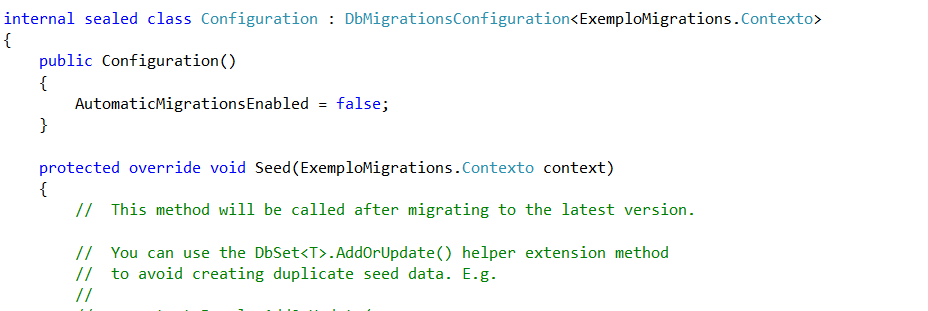 internal sealed class Configuration : DbMigrationsConfiguration<ExemploMigrations.Contexto>
{
    public Configuration()
    {
        AutomaticMigrationsEnabled = false;
    }

    protected override void Seed(ExemploMigrations.Contexto context)
    {
        //  This method will be called after migrating to the latest version.

        //  You can use the DbSet<T>.AddOrUpdate() helper extension method
        //  to avoid creating duplicate seed data. E.g.
        //